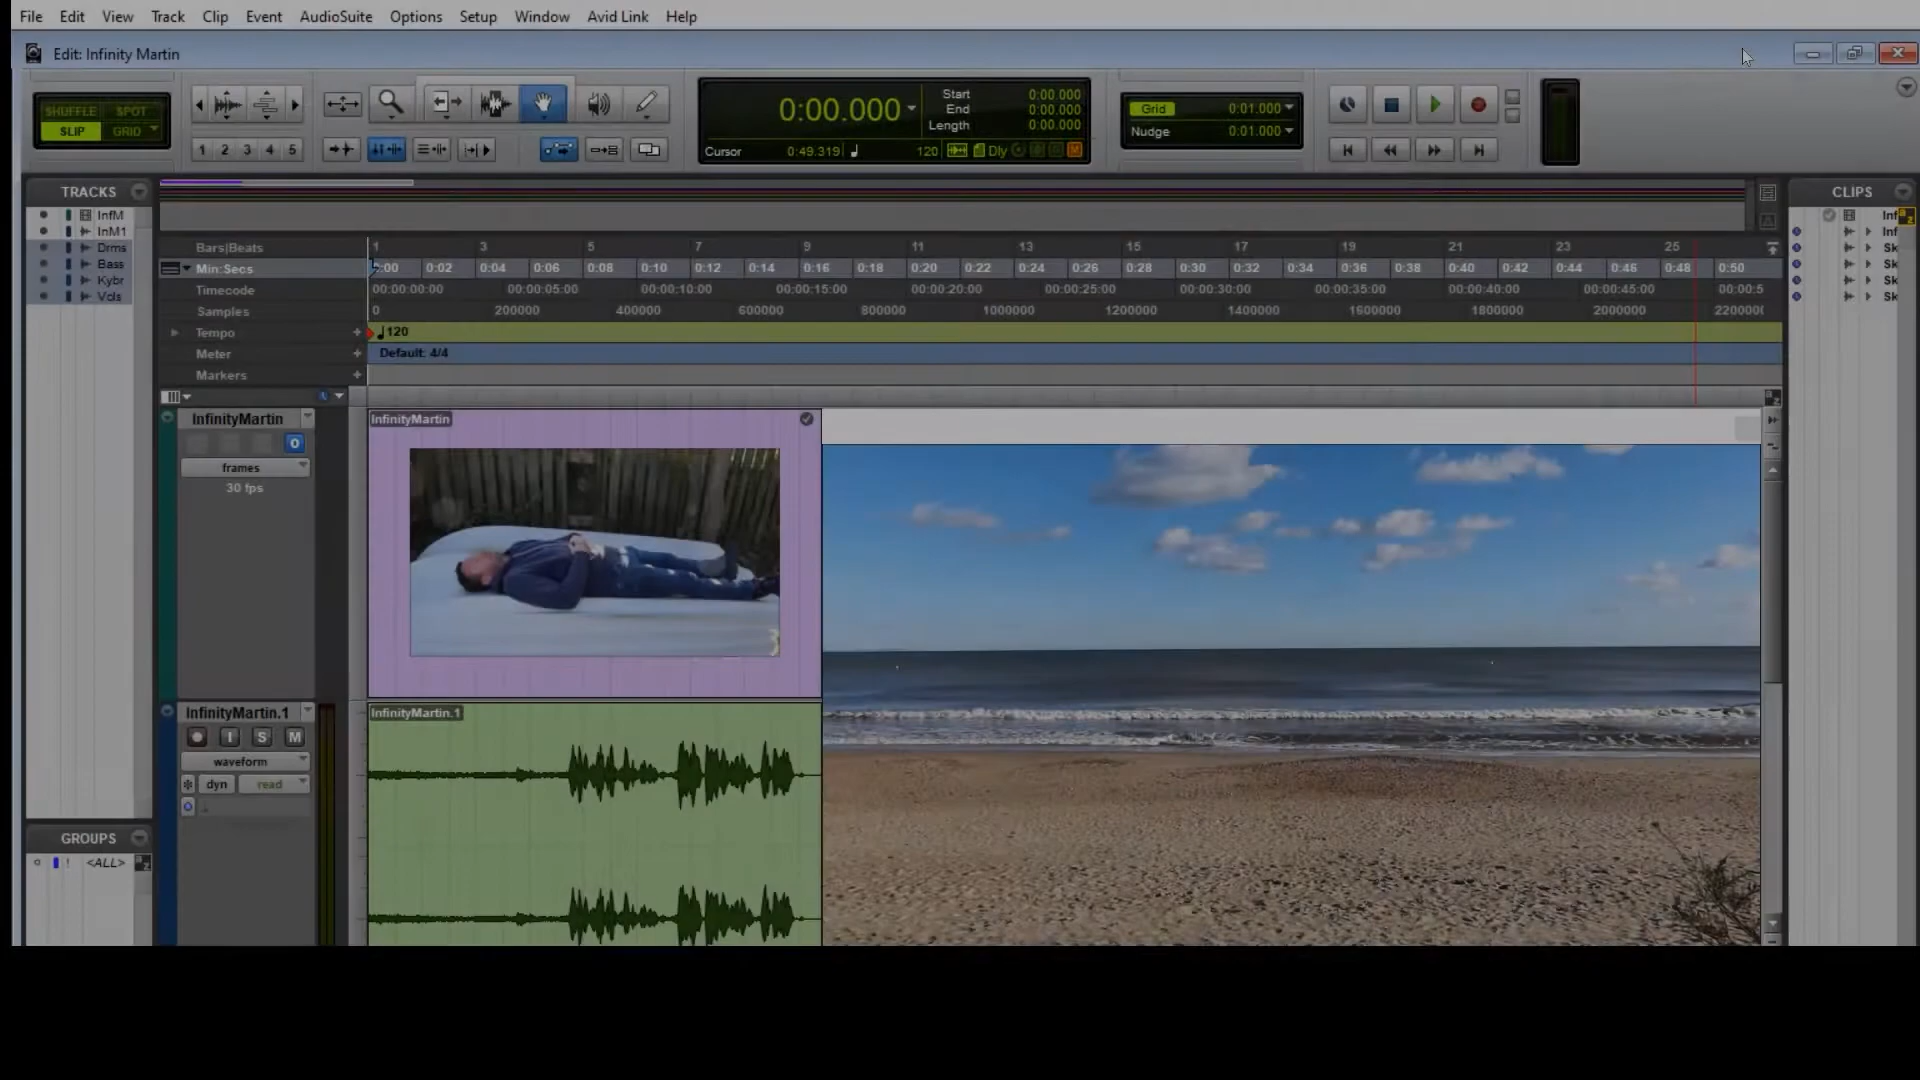 File Edit View Track Clip Event AudioSuite Options Setup Window Avid Link Help
Edit: Infinity Martin
SHUFFLE SPOT
SLIP GRID
1 2 3 4 5
0:00.000
Start 0:00.000
End 0:00.000
Length 0:00.000
Cursor 0:49.319 120 Dly
Grid 0:01.000
Nudge 0:01.000
TRACKS
InfM
InM1
Drms
Bass
Kybr
Vcls
GROUPS
! <ALL>
Bars|Beats 1 3 5 7 9 11 13 15 17 19 21 23 25
Min:Secs :00 0:02 0:04 0:06 0:08 0:10 0:12 0:14 0:16 0:18 0:20 0:22 0:24 0:26 0:28 0:30 0:32 0:34 0:36 0:38 0:40 0:42 0:44 0:46 0:48 0:50
Timecode 00:00:00:00 00:00:05:00 00:00:10:00 00:00:15:00 00:00:20:00 00:00:25:00 00:00:30:00 00:00:35:00 00:00:40:00 00:00:45:00 00:00:5
Samples 0 200000 400000 600000 800000 1000000 1200000 1400000 1600000 1800000 2000000 2200000
Tempo + 120
Meter + Default: 4/4
Markers +
InfinityMartin
O
frames
30 fps
InfinityMartin
InfinityMartin.1
I S M
waveform
dyn read
InfinityMartin.1
CLIPS
Inf
Inf
Sk
Sk
Sk
Sk